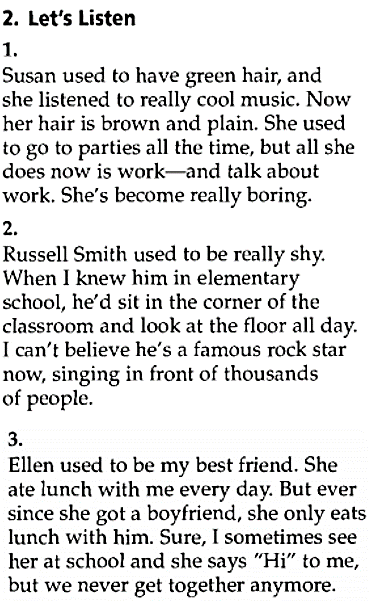 2. Let's Listen
1.
Susan used to have green hair, and
she listened to really cool music. Now
her hair is brown and plain. She used
to go to parties all the time, but all she
does now is work—and talk about
work. She's become really boring.
2.
Russell Smith used to be really shy.
When I knew him in elementary
school, he'd sit in the corner of the
classroom and look at the floor all day.
I can't believe he's a famous rock star
now, singing in front of thousands
of people.
3.
Ellen used to be my best friend. She
ate lunch with me every day. But ever
since she got a boyfriend, she only eats
lunch with him. Sure, I sometimes see
her at school and she says "Hi" to me,
but we never get together anymore.